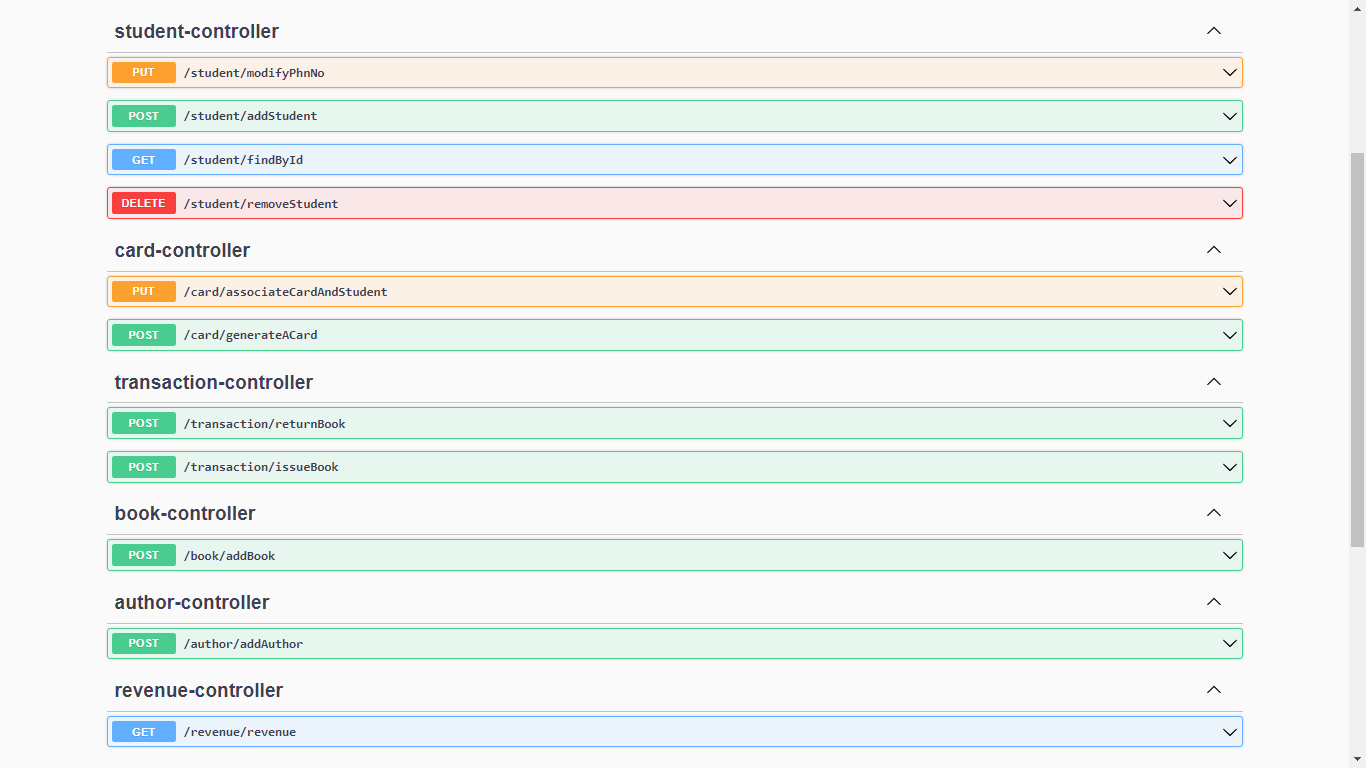 student-controller
PUT /student/modifyPhnNo
POST /student/addStudent
GET /student/findById
DELETE /student/removeStudent
card-controller
PUT /card/associateCardAndStudent
POST /card/generateACard
transaction-controller
POST /transaction/returnBook
POST /transaction/issueBook
book-controller
POST /book/addBook
author-controller
POST /author/addAuthor
revenue-controller
GET /revenue/revenue